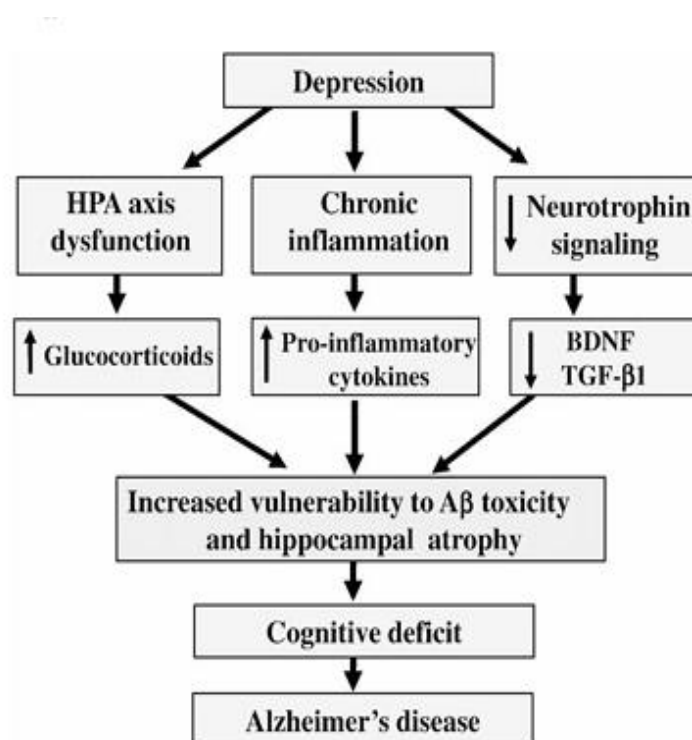 Depression
HPA axis
dysfunction
Chronic
inflammation
Neurotrophin
signaling
Glucocorticoids
Pro-inflammatory
cytokines
BDNF
TGF-β1
Increased vulnerability to Aβ toxicity
and hippocampal atrophy
Cognitive deficit
Alzheimer's disease